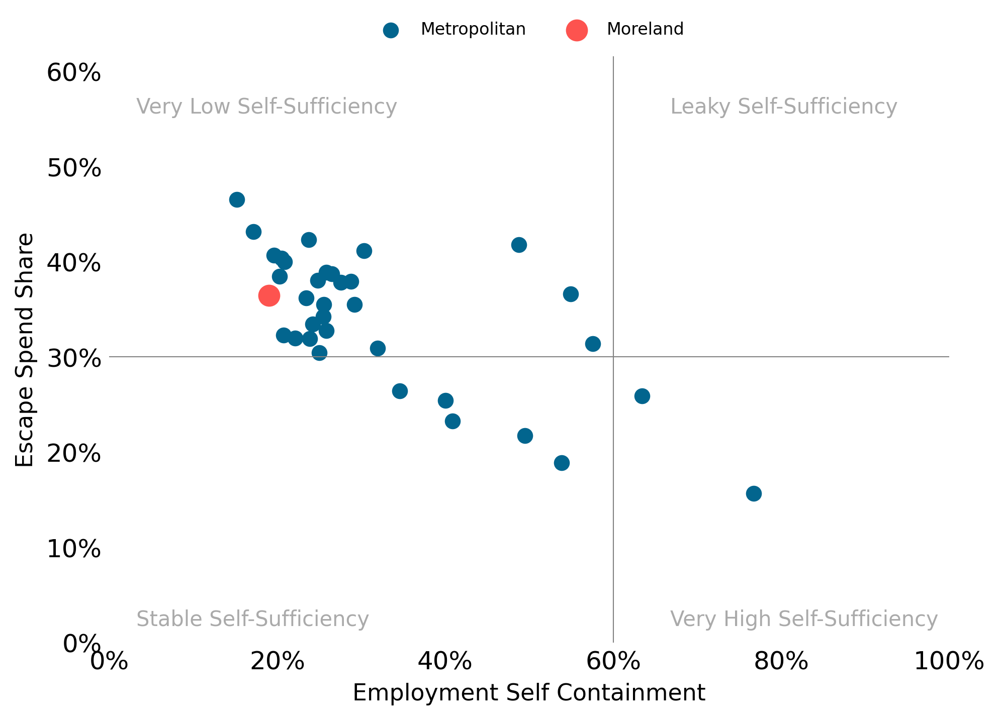 Metropolitan Moreland
60%
Very Low Self-Sufficiency Leaky Self-Sufficiency
50%
40%
30%
20%
10%
Stable Self-Sufficiency Very High Self-Sufficiency
0%
Escape Spend Share
0% 20% 40% 60% 80% 100%
Employment Self Containment